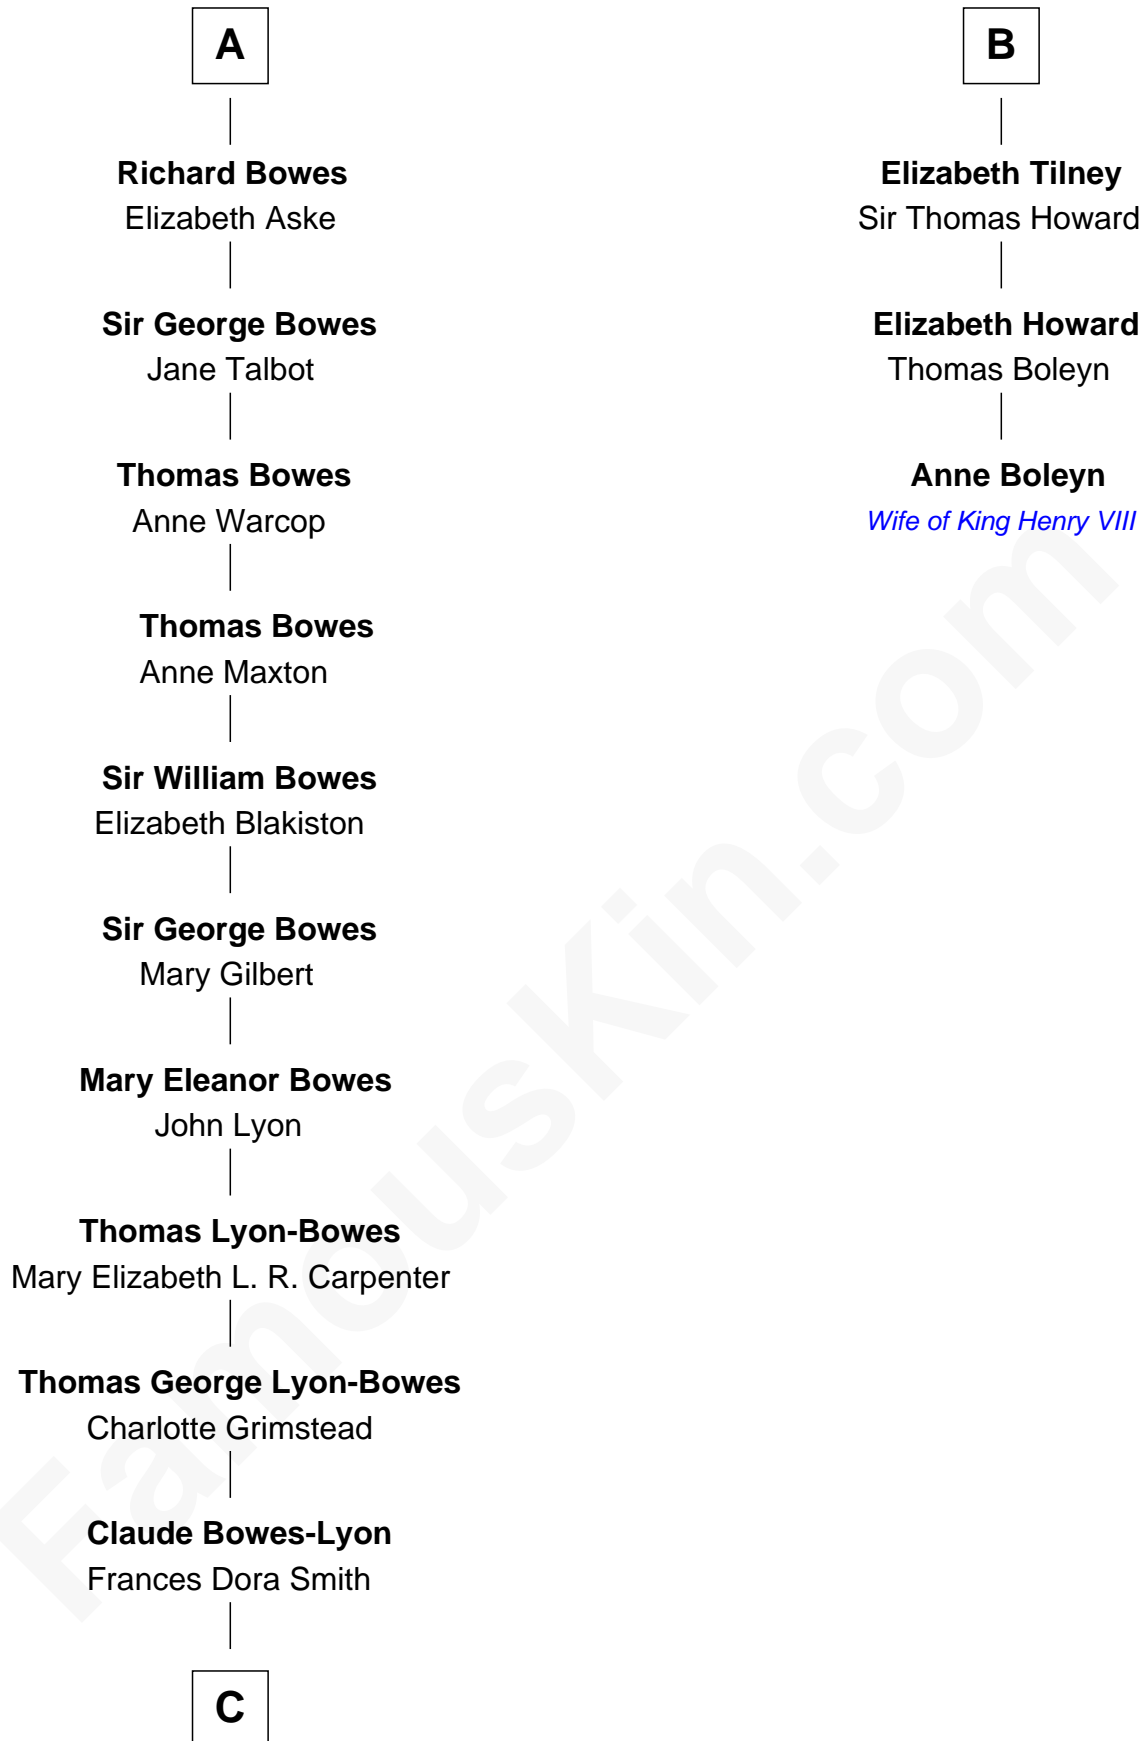 A
Richard Bowes
Elizabeth Aske
Sir George Bowes
Jane Talbot
Thomas Bowes
Anne Warcop
Thomas Bowes
Anne Maxton
Sir William Bowes
Elizabeth Blakiston
Sir George Bowes
Mary Gilbert
Mary Eleanor Bowes
John Lyon
Thomas Lyon-Bowes
Mary Elizabeth L. R. Carpenter
Thomas George Lyon-Bowes
Charlotte Grimstead
Claude Bowes-Lyon
Frances Dora Smith
C
B
Elizabeth Tilney
Sir Thomas Howard
Elizabeth Howard
Thomas Boleyn
Anne Boleyn
Wife of King Henry VIII
FamousKin.com